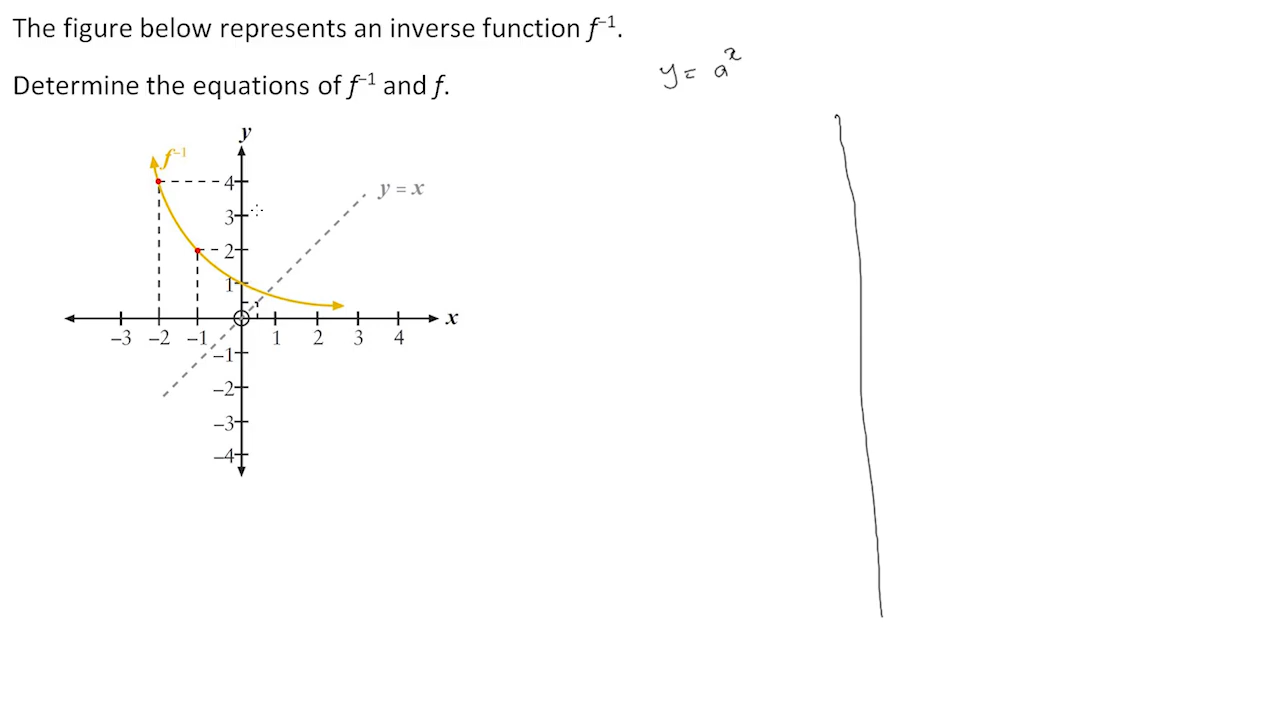 The figure below represents an inverse function f⁻¹.
y = aˣ
Determine the equations of f⁻¹ and f.
y
f⁻¹
4
y = x
3
2
1
x
–3 –2 –1 1 2 3 4
–1
–2
–3
–4